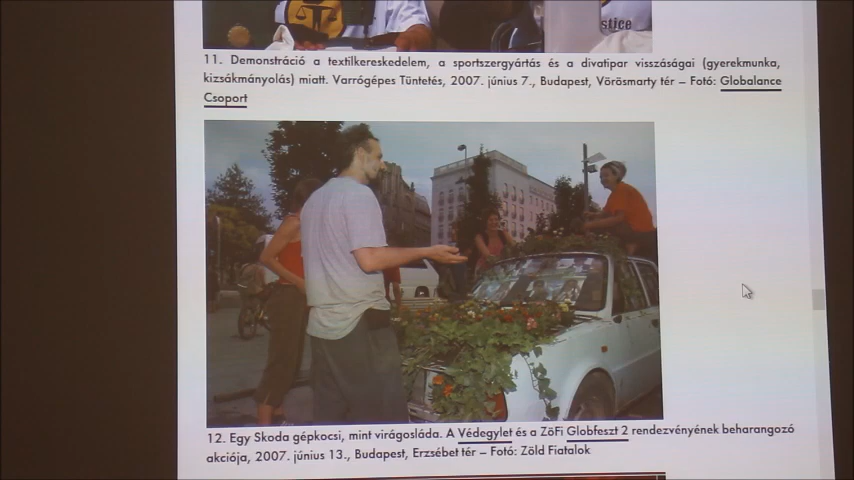 stice
11. Demonstráció a textilkereskedelem, a sportszergyártás és a divatipar visszáságai (gyerekmunka,
kizsákmányolás) miatt. Varrógépes Tüntetés, 2007. június 7., Budapest, Vörösmarty tér – Fotó: Globalance
Csoport
12. Egy Skoda gépkocsi, mint virágosláda. A Védegylet és a ZöFi Globfeszt 2 rendezvényének beharangozó
akciója, 2007. június 13., Budapest, Erzsébet tér – Fotó: Zöld Fiatalok